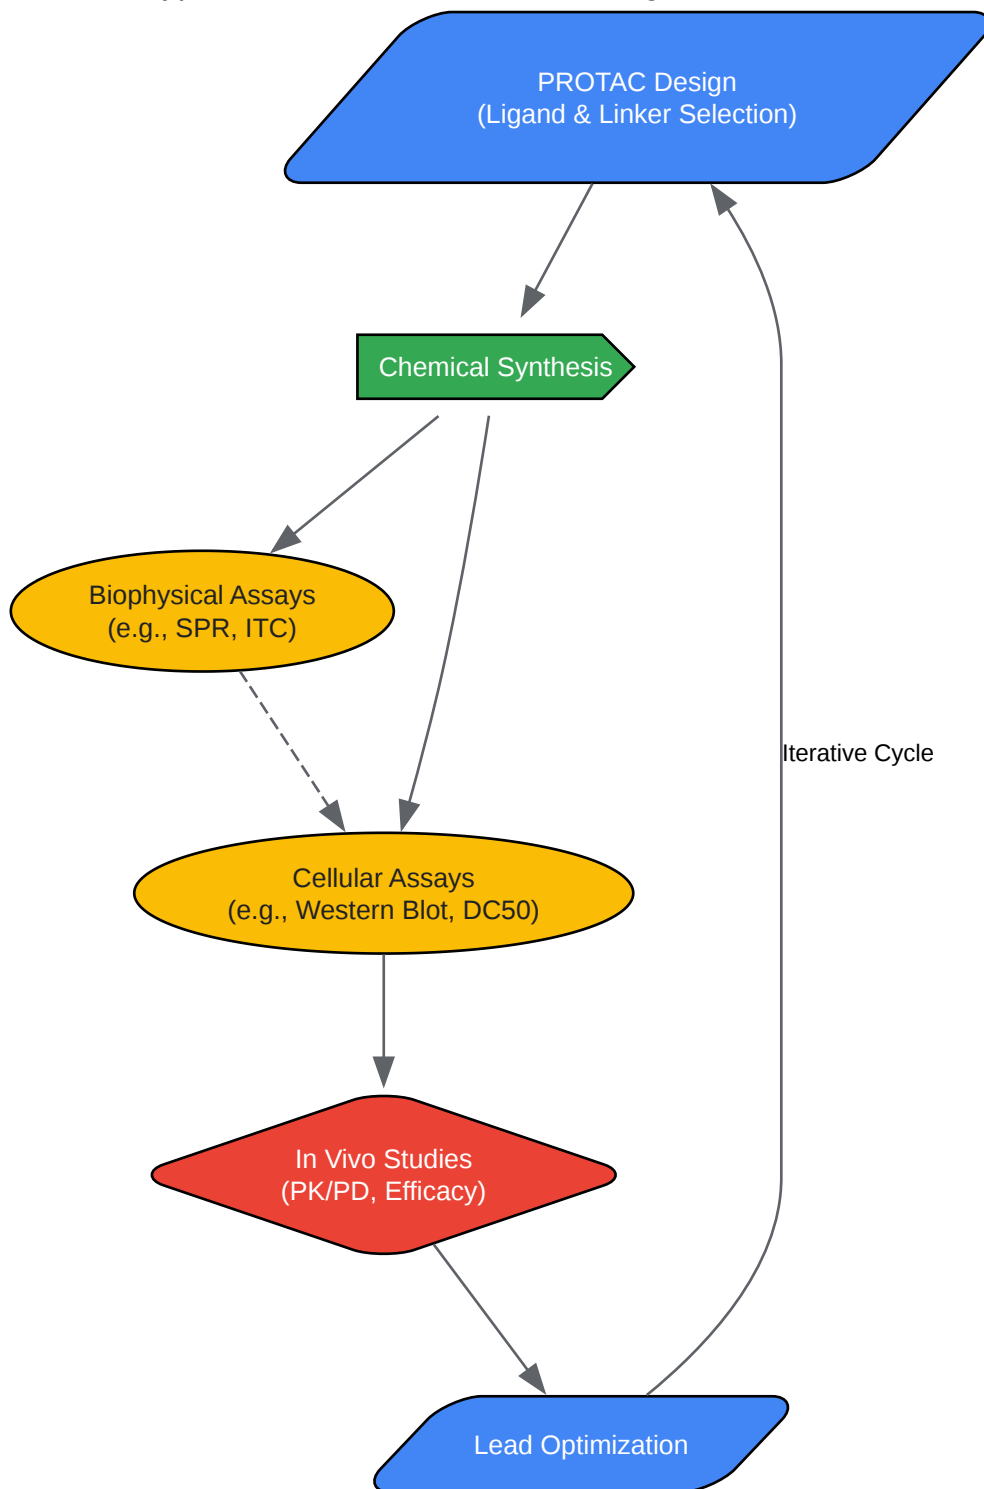 PROTAC Design
(Ligand & Linker Selection)
Chemical Synthesis
Biophysical Assays
(e.g., SPR, ITC)
Iterative Cycle
Cellular Assays
(e.g., Western Blot, DC50)
In Vivo Studies
(PK/PD, Efficacy)
Lead Optimization